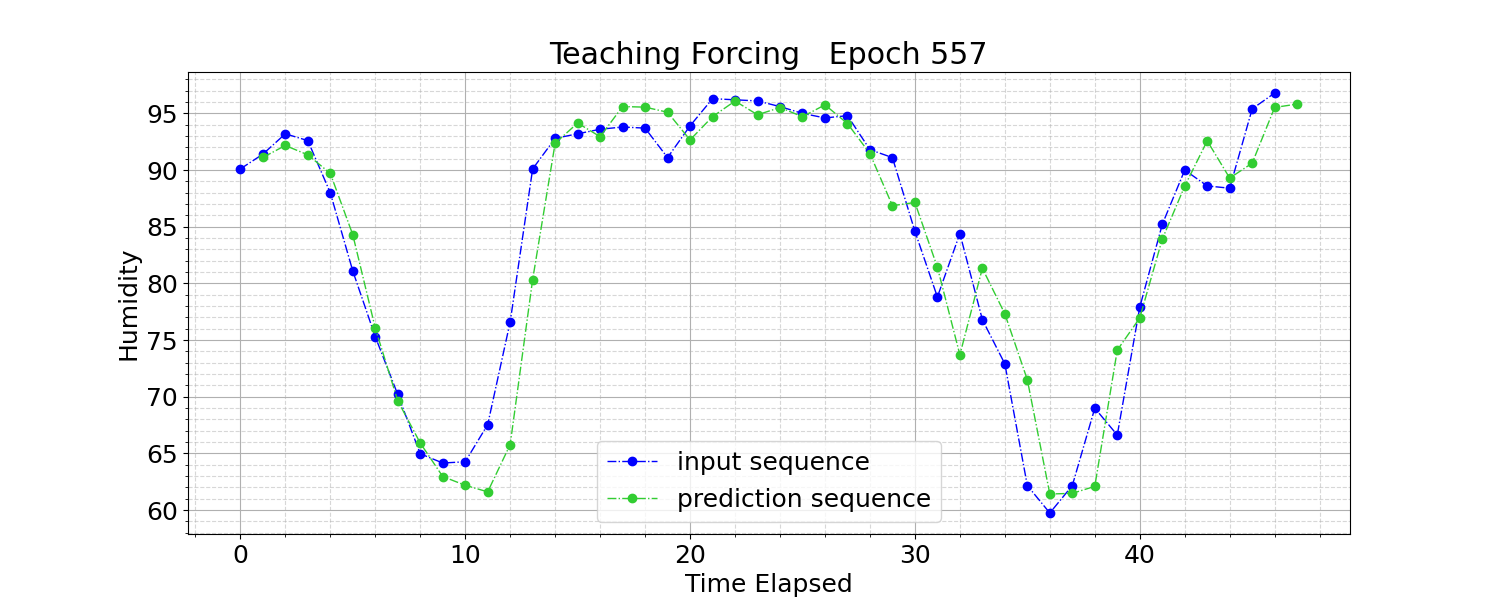 Teaching Forcing   Epoch 557
95
90
85
80
75
70
65
60
Humidity
input sequence
prediction sequence
0 10 20 30 40
Time Elapsed